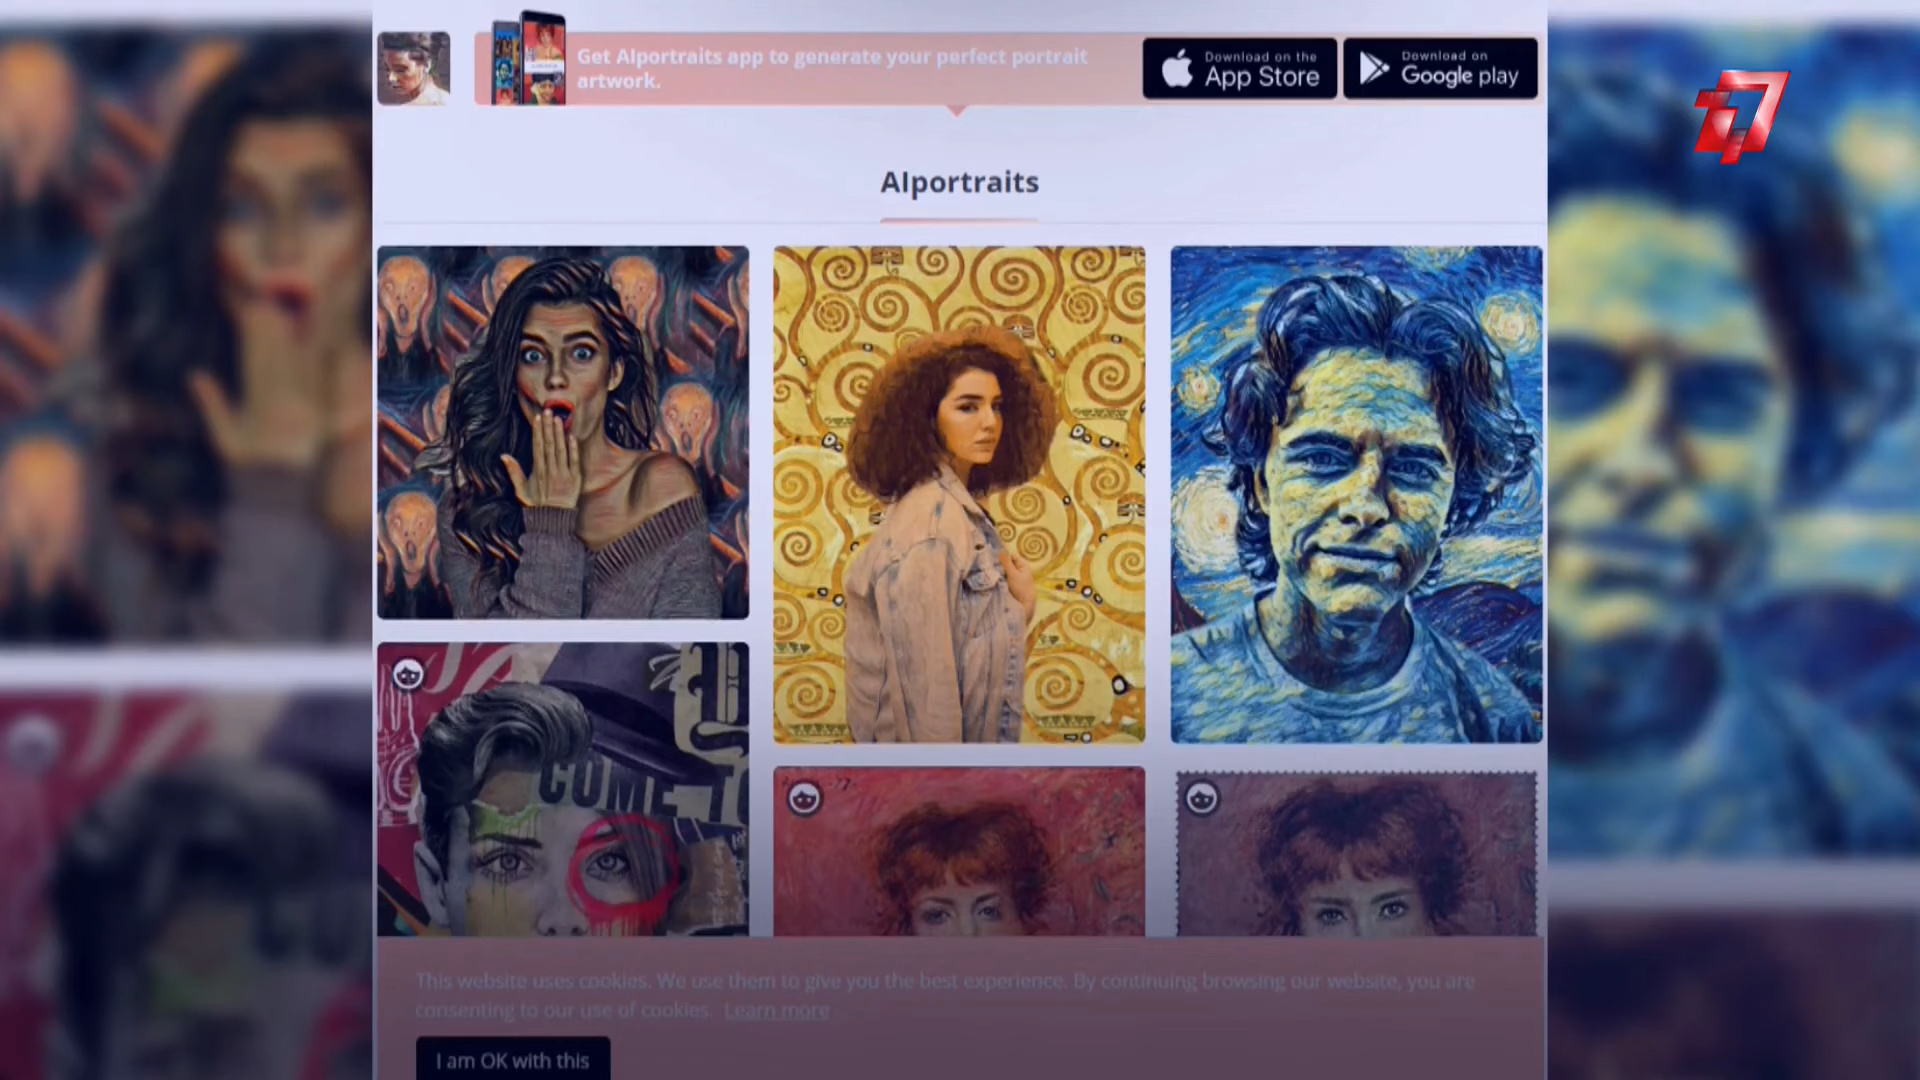 Get AIportraits app to generate your perfect portrait
artwork.
Download on the
App Store
Download on
Google play
AIportraits
COME TO
This website uses cookies. We use them to give you the best experience. By continuing browsing our website, you are
consenting to our use of cookies. Learn more
I am OK with this